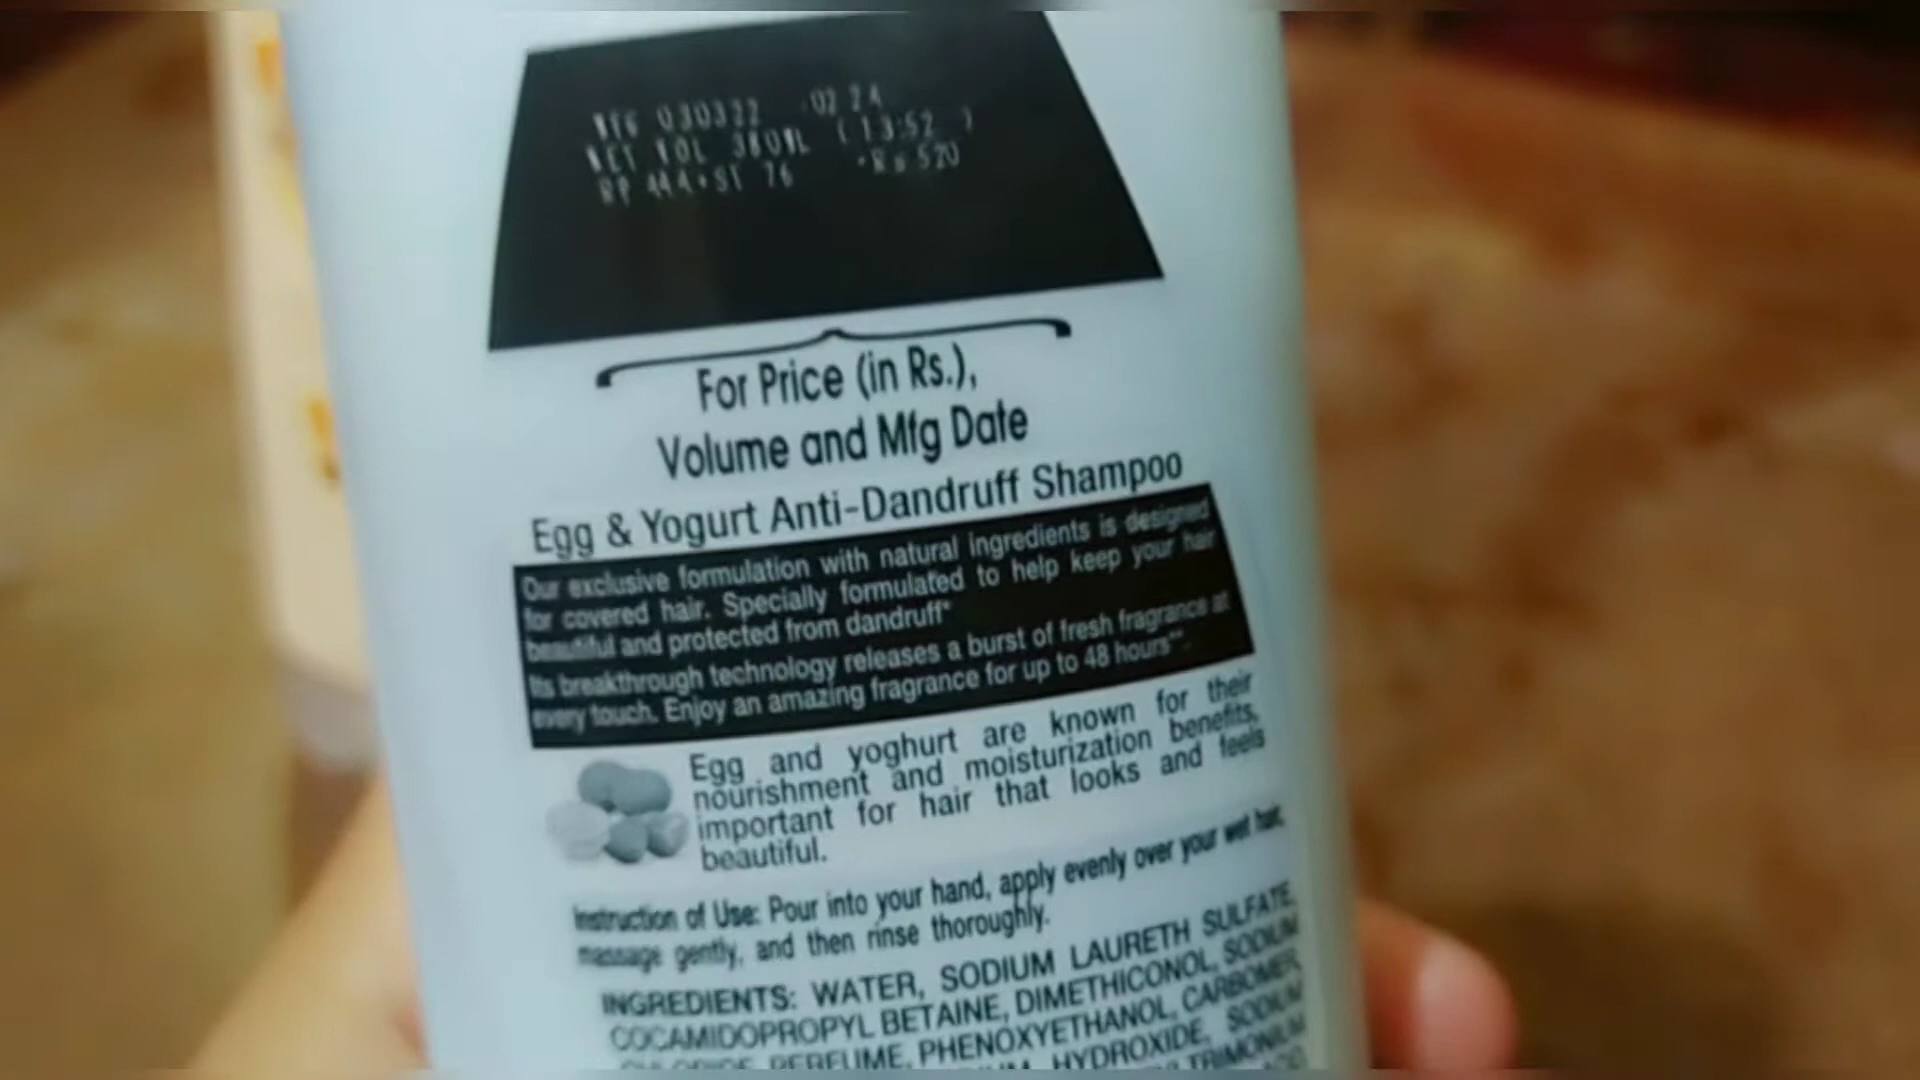 MFG 030322 02 24
NET VOL 380ML (13:52 )
RP 444+ST 76 =Rs 520
For Price (in Rs.),
Volume and Mfg Date
Egg & Yogurt Anti-Dandruff Shampoo
Our exclusive formulation with natural ingredients is designed
for covered hair. Specially formulated to help keep your hair
beautiful and protected from dandruff*
Its breakthrough technology releases a burst of fresh fragrance at
every touch. Enjoy an amazing fragrance for up to 48 hours**.
Egg and yoghurt are known for their
nourishment and moisturization benefits,
important for hair that looks and feels
beautiful.
Instruction of Use: Pour into your hand, apply evenly over your wet hair,
massage gently, and then rinse thoroughly.
INGREDIENTS: WATER, SODIUM LAURETH SULFATE,
COCAMIDOPROPYL BETAINE, DIMETHICONOL, SODIUM
CHLORIDE, PERFUME, PHENOXYETHANOL, CARBOMER,
HYDROXIDE, SODIUM